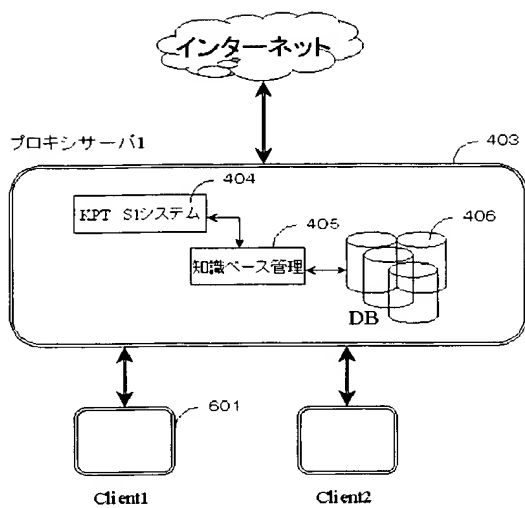 インターネット
プロキシサーバ1
403
404
KPT S1システム
405
406
知識ベース管理
DB
601
Client1
Client2